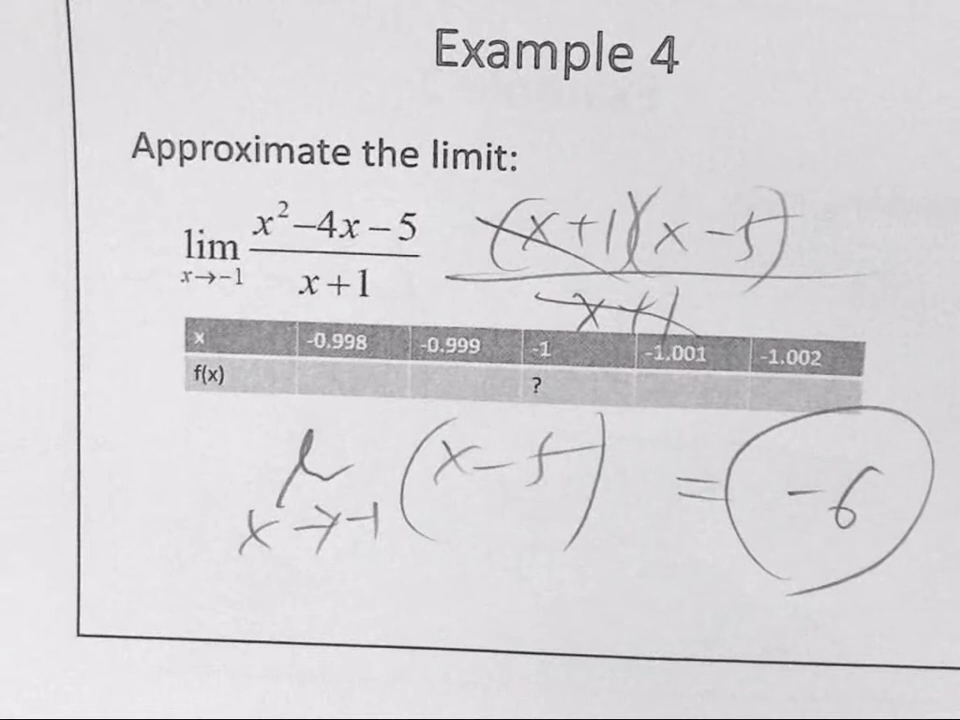 Example 4
Approximate the limit:
lim x→-1 (x²-4x-5)/(x+1)
(x+1)(x-5)
x+1
x -0.998 -0.999 -1 -1.001 -1.002
f(x) ?
(x-5) = -6
x→-1